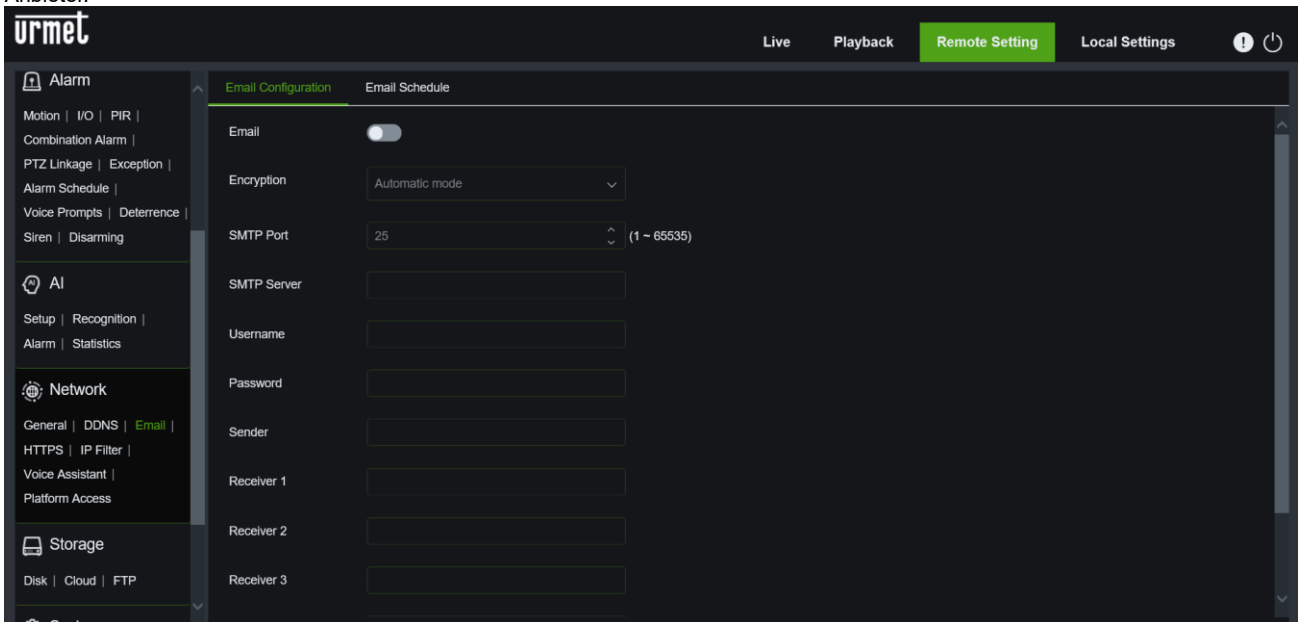 urmet
Live Playback Remote Setting Local Settings
Alarm
Motion | I/O | PIR |
Combination Alarm |
PTZ Linkage | Exception |
Alarm Schedule |
Voice Prompts | Deterrence |
Siren | Disarming
AI
Setup | Recognition |
Alarm | Statistics
Network
General | DDNS | Email |
HTTPS | IP Filter |
Voice Assistant |
Platform Access
Storage
Disk | Cloud | FTP
Email Configuration Email Schedule
Email
Encryption Automatic mode
SMTP Port 25 (1 ~ 65535)
SMTP Server
Username
Password
Sender
Receiver 1
Receiver 2
Receiver 3